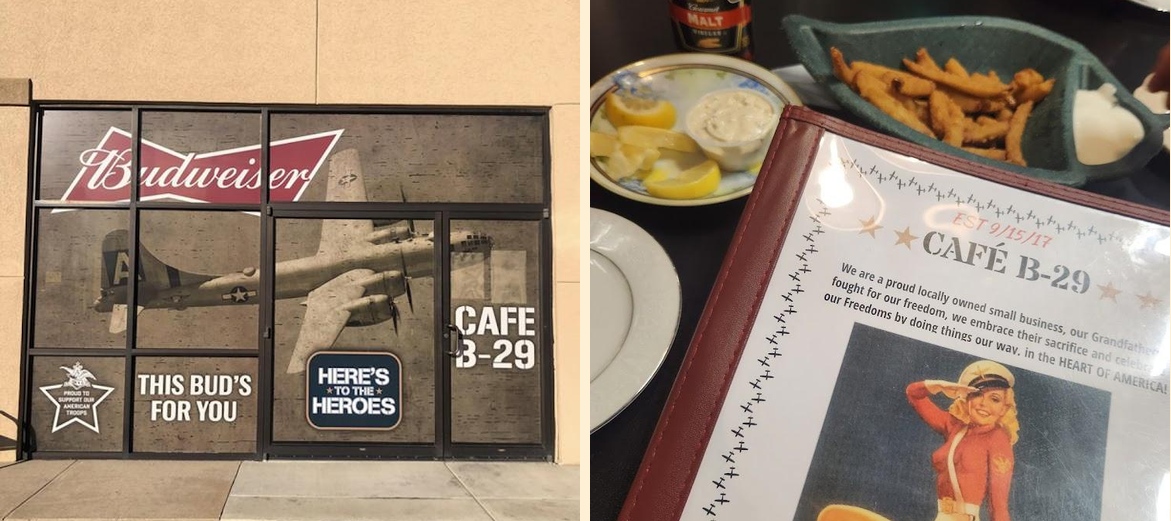 Budweiser
A
CAFE
B-29
HERE'S
TO THE
HEROES
THIS BUD'S
FOR YOU
PROUD TO
SUPPORT OUR
AMERICAN
TROOPS
MALT
VINEGAR
EST 9/15/17
CAFÉ B-29
We are a proud locally owned small business, our Grandfather
fought for our freedom, we embrace their sacrifice and
our Freedoms by doing things our way, in the HEART OF AMERICA!